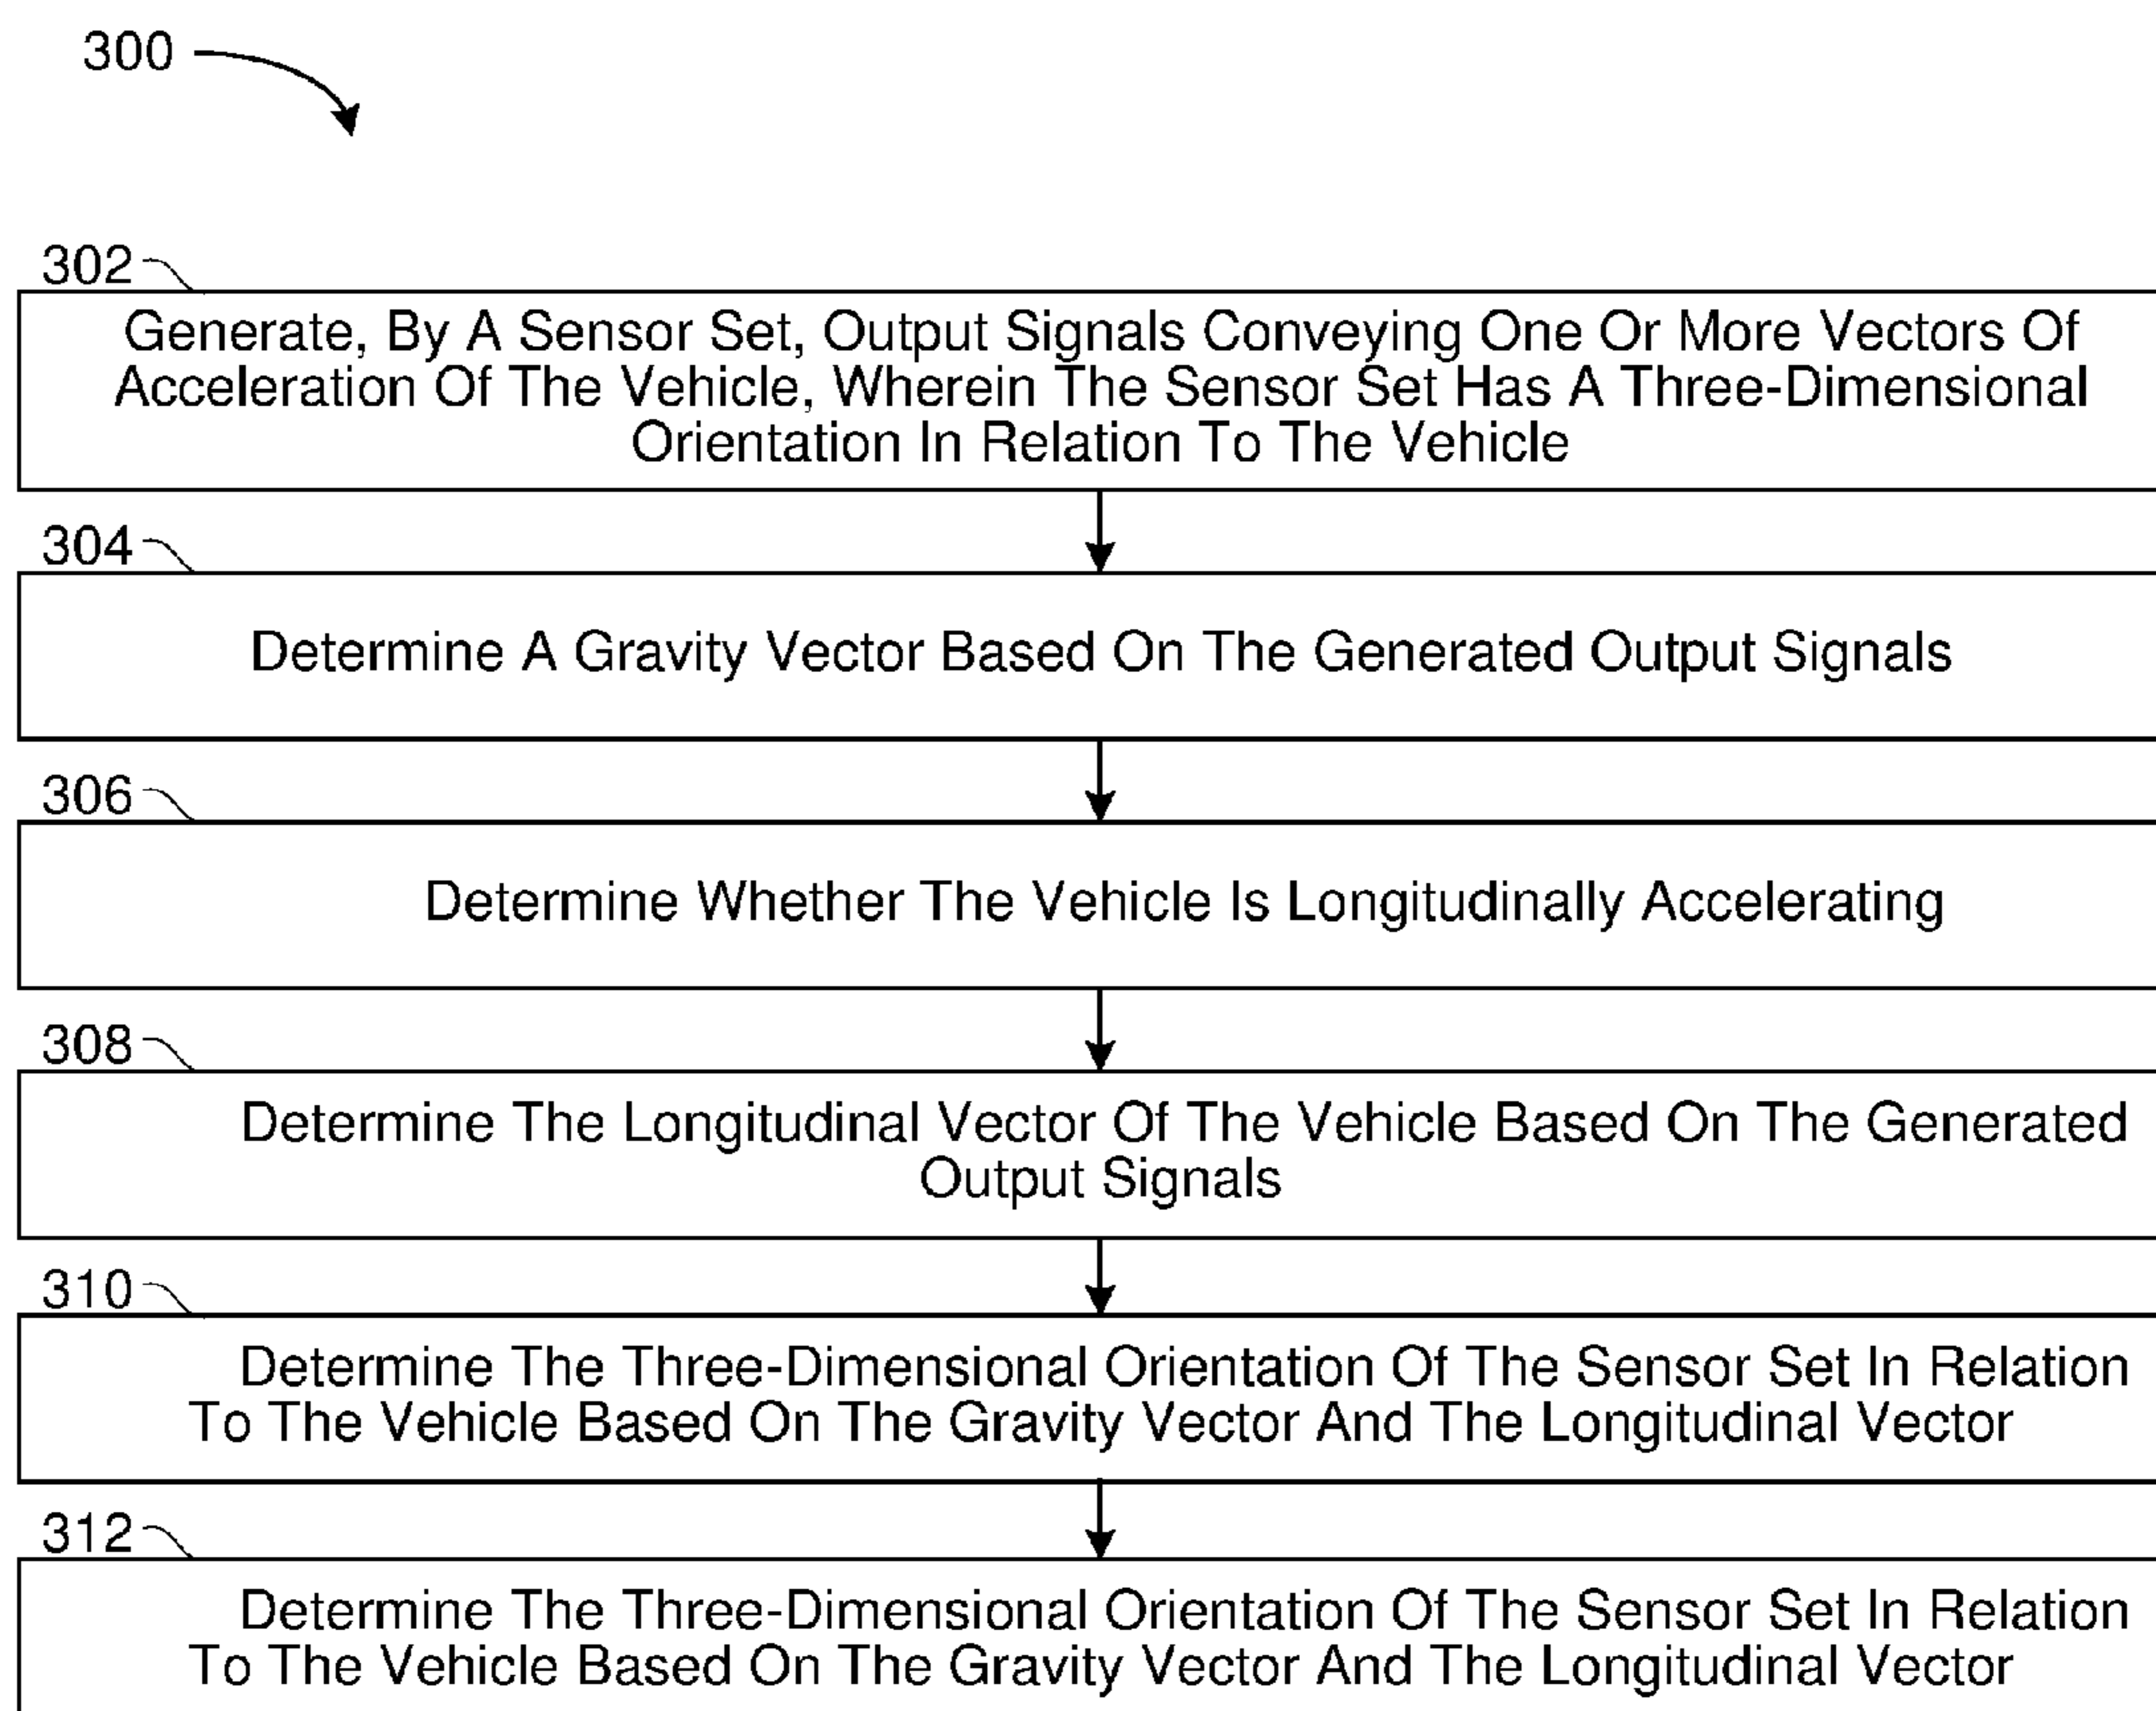 300
302
Generate, By A Sensor Set, Output Signals Conveying One Or More Vectors Of
Acceleration Of The Vehicle, Wherein The Sensor Set Has A Three-Dimensional
Orientation In Relation To The Vehicle
304
Determine A Gravity Vector Based On The Generated Output Signals
306
Determine Whether The Vehicle Is Longitudinally Accelerating
308
Determine The Longitudinal Vector Of The Vehicle Based On The Generated
Output Signals
310
Determine The Three-Dimensional Orientation Of The Sensor Set In Relation
To The Vehicle Based On The Gravity Vector And The Longitudinal Vector
312
Determine The Three-Dimensional Orientation Of The Sensor Set In Relation
To The Vehicle Based On The Gravity Vector And The Longitudinal Vector